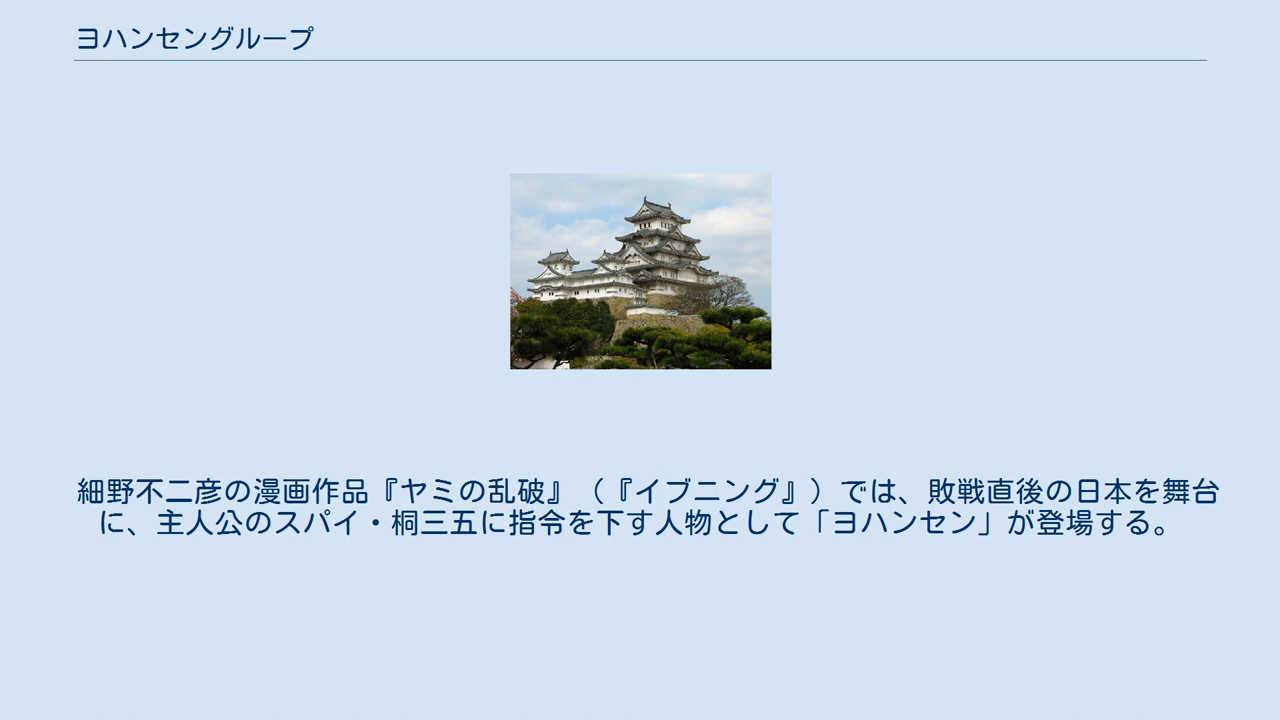 ヨハンセングループ
細野不二彦の漫画作品『ヤミの乱破』（『イブニング』）では、敗戦直後の日本を舞台
に、主人公のスパイ・桐三五に指令を下す人物として「ヨハンセン」が登場する。